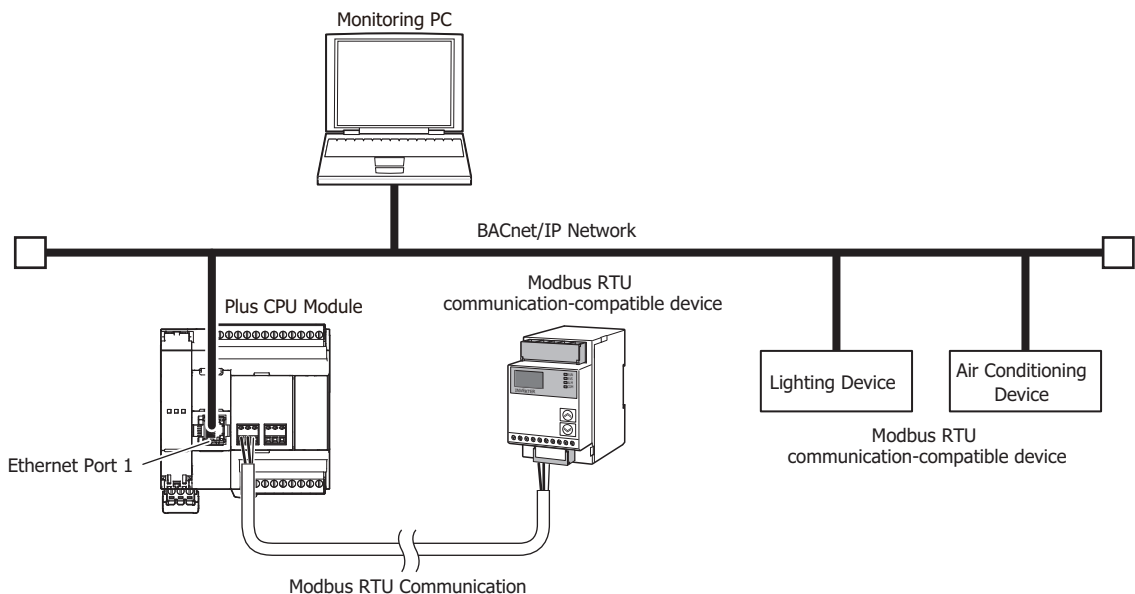 Monitoring PC
BACnet/IP Network
Modbus RTU
communication-compatible device
Plus CPU Module
Lighting Device
Air Conditioning
Device
Modbus RTU
communication-compatible device
Ethernet Port 1
Modbus RTU Communication